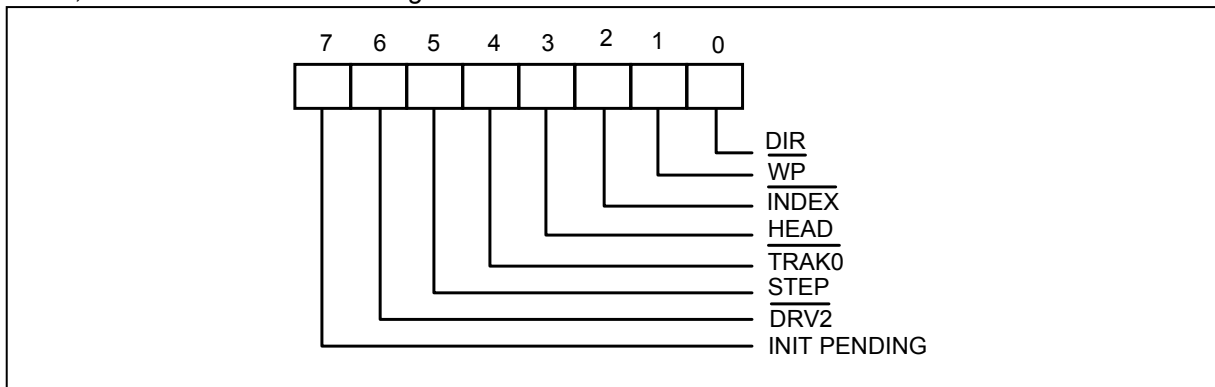 7 6 5 4 3 2 1 0
DIR
WP
INDEX
HEAD
TRAK0
STEP
DRV2
INIT PENDING